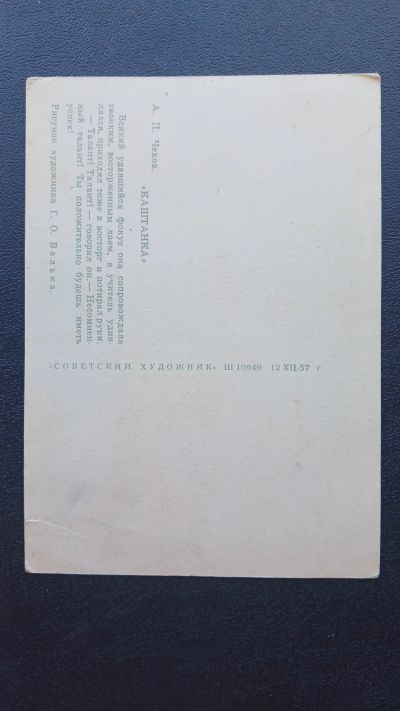 А. П. Чехов. «КАШТАНКА»
Всякий удавшийся фокус она сопровождала
звонким, восторженным лаем, а учитель удив-
лялся, приходил тоже в восторг и потирал руки.
— Талант! Талант! — говорил он. — Несомнен-
ный талант! Ты положительно будешь иметь
успех!
Рисунок художника Г. О. Валька.
«СОВЕТСКИЙ ХУДОЖНИК» Ш 10949. 12 XII-57 г.